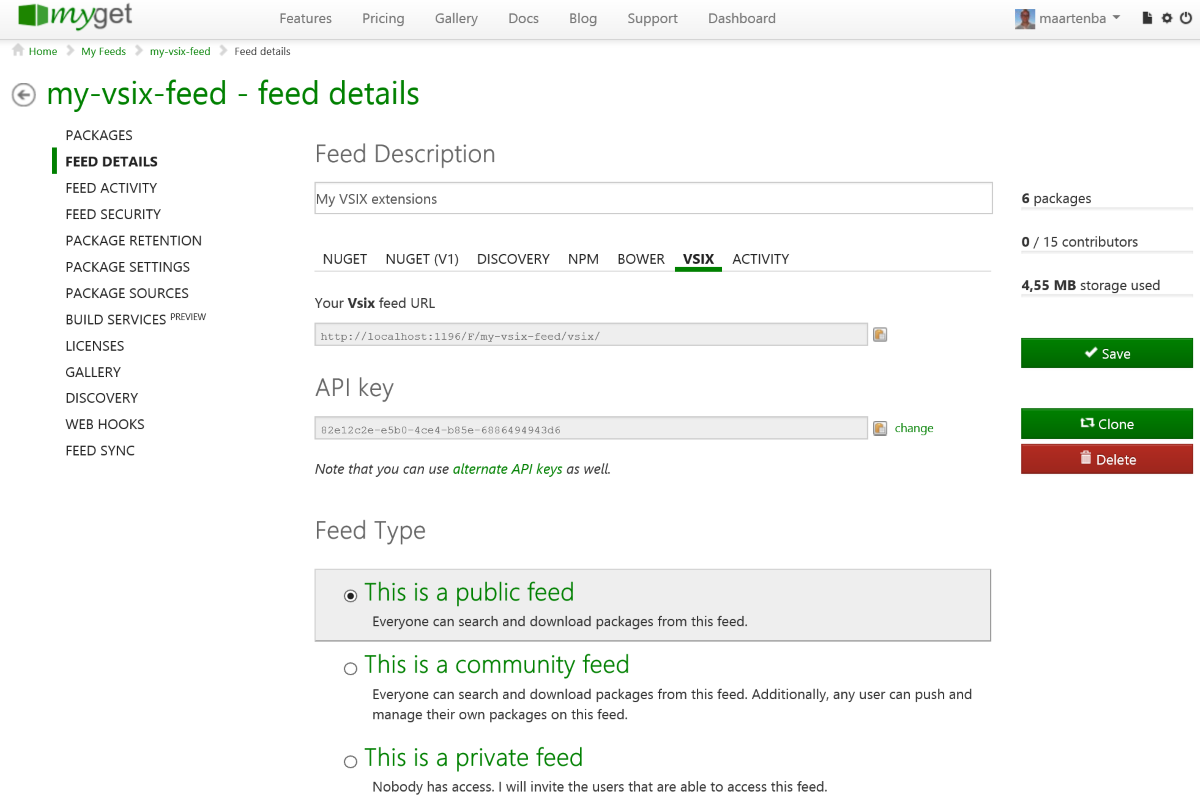 myget
Features Pricing Gallery Docs Blog Support Dashboard maartenba
Home My Feeds my-vsix-feed Feed details
my-vsix-feed - feed details
PACKAGES
FEED DETAILS
FEED ACTIVITY
FEED SECURITY
PACKAGE RETENTION
PACKAGE SETTINGS
PACKAGE SOURCES
BUILD SERVICES PREVIEW
LICENSES
GALLERY
DISCOVERY
WEB HOOKS
FEED SYNC
Feed Description
My VSIX extensions
NUGET NUGET (V1) DISCOVERY NPM BOWER VSIX ACTIVITY
Your Vsix feed URL
http://localhost:1196/F/my-vsix-feed/vsix/
API key
82e12c2e-e5b0-4ce4-b85e-6886494943d6
change
Note that you can use alternate API keys as well.
Feed Type
This is a public feed
Everyone can search and download packages from this feed.
This is a community feed
Everyone can search and download packages from this feed. Additionally, any user can push and
manage their own packages on this feed.
This is a private feed
Nobody has access. I will invite the users that are able to access this feed.
6 packages
0 / 15 contributors
4,55 MB storage used
Save
Clone
Delete